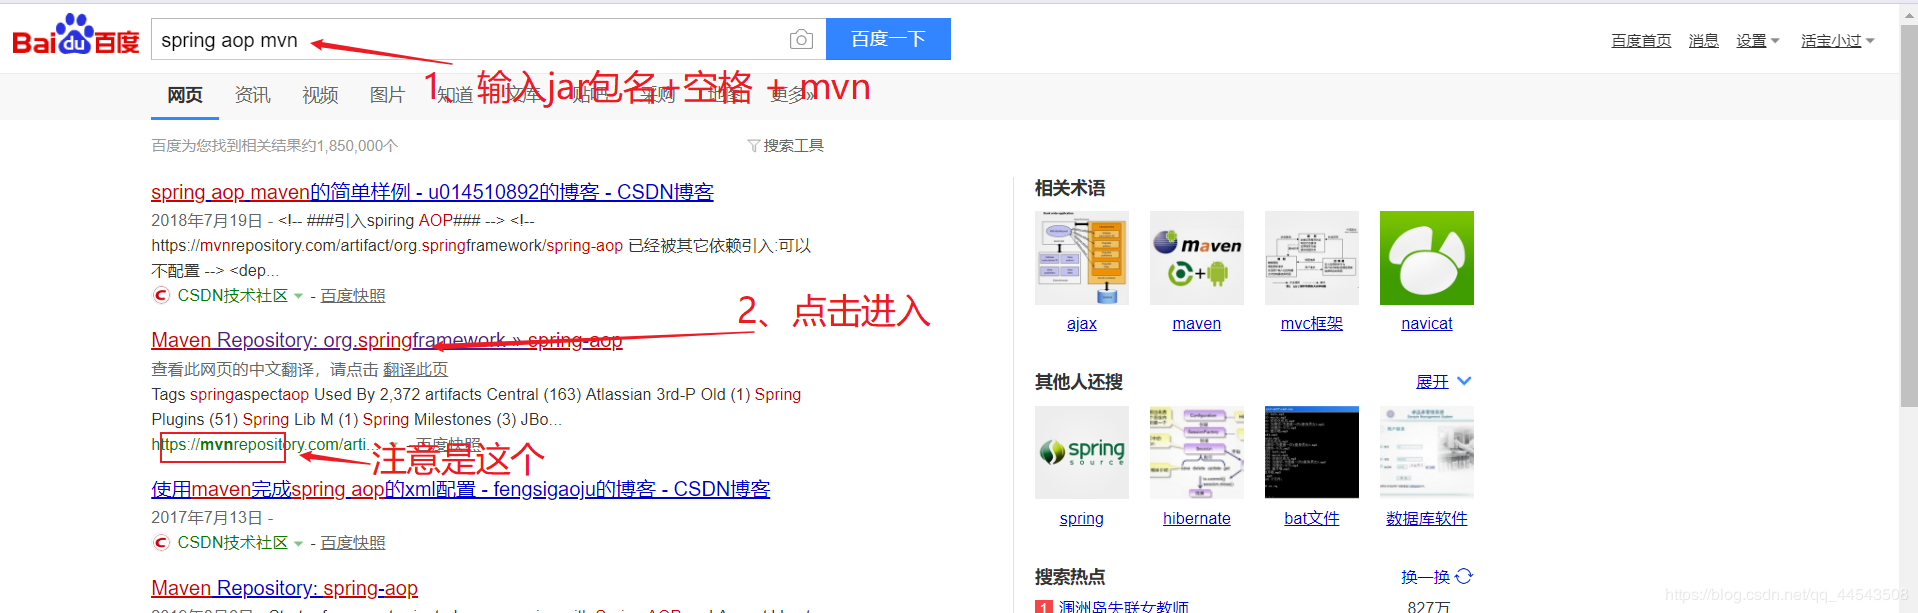 Bai du 百度
spring aop mvn
百度一下
百度首页 消息 设置 活宝小过
1、输入jar包名+空格 + mvn
网页 资讯 视频 图片 知道 文库 贴吧 采购 地图 更多»
百度为您找到相关结果约1,850,000个
搜索工具
spring aop maven的简单样例 - u014510892的博客 - CSDN博客
2018年7月19日 - <!-- ###引入spiring AOP### --> <!--
https://mvnrepository.com/artifact/org.springframework/spring-aop 已经被其它依赖引入:可以
不配置 --> <dep...
CSDN技术社区 - 百度快照
2、点击进入
Maven Repository: org.springframework » spring-aop
查看此网页的中文翻译，请点击 翻译此页
Tags springaspectaop Used By 2,372 artifacts Central (163) Atlassian 3rd-P Old (1) Spring
Plugins (51) Spring Lib M (1) Spring Milestones (3) JBo...
https://mvnrepository.com/arti... - 百度快照
注意是这个
使用maven完成spring aop的xml配置 - fengsigaoju的博客 - CSDN博客
2017年7月13日 -
CSDN技术社区 - 百度快照
Maven Repository: spring-aop
相关术语
maven
ajax maven mvc框架 navicat
其他人还搜 展开
spring
source
spring hibernate bat文件 数据库软件
搜索热点 换一换
1 涠洲岛失联女教师 827万
https://blog.csdn.net/qq_44543508